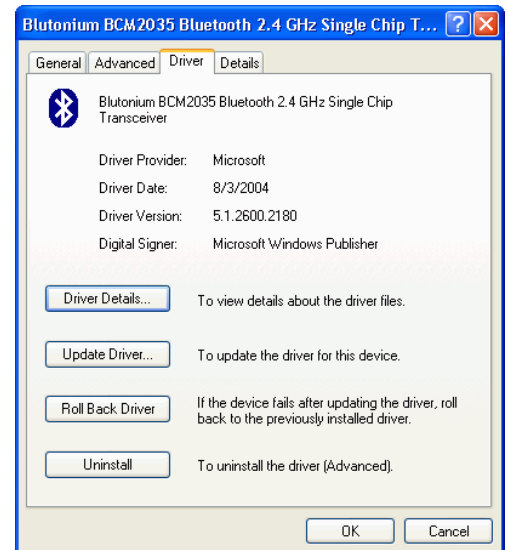 Blutonium BCM2035 Bluetooth 2.4 GHz Single Chip T...
General Advanced Driver Details
Blutonium BCM2035 Bluetooth 2.4 GHz Single Chip
Transceiver
Driver Provider: Microsoft
Driver Date: 8/3/2004
Driver Version: 5.1.2600.2180
Digital Signer: Microsoft Windows Publisher
Driver Details... To view details about the driver files.
Update Driver... To update the driver for this device.
Roll Back Driver If the device fails after updating the driver, roll
back to the previously installed driver.
Uninstall To uninstall the driver (Advanced).
OK Cancel